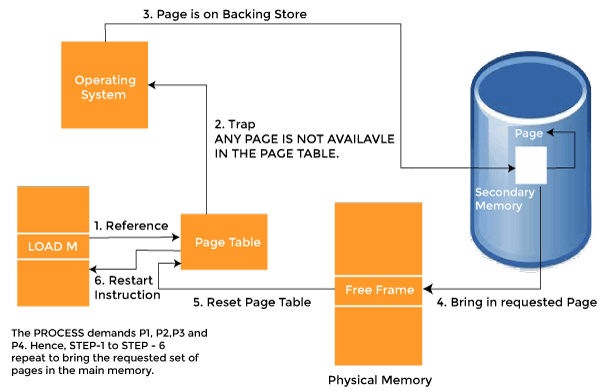 3. Page is on Backing Store
Operating
System
2. Trap
ANY PAGE IS NOT AVAILAVLE
IN THE PAGE TABLE.
Page
Secondary
Memory
1. Reference
LOAD M
Page Table
6. Restart
Instruction
5. Reset Page Table
Free Frame
4. Bring in requested Page
The PROCESS demands P1, P2,P3 and
P4. Hence, STEP-1 to STEP - 6
repeat to bring the requested set of
pages in the main memory.
Physical Memory